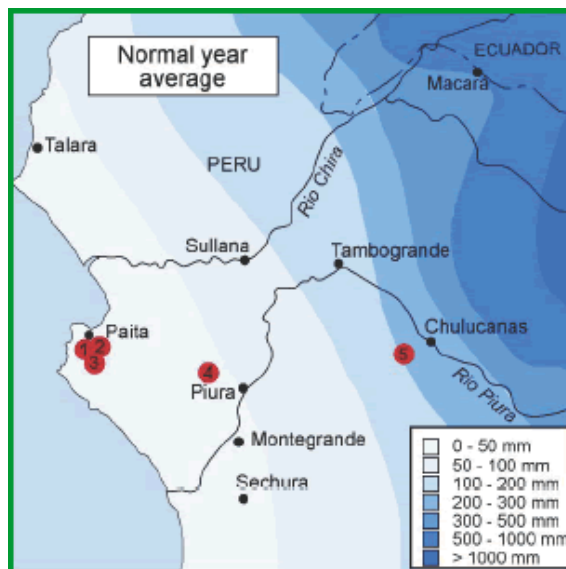 Normal year
average
ECUADOR
Macará
Talara
PERU
Rio Chira
Sullana
Tambogrande
Paita
1 2
3
Chulucanas
4
5
Piura
Rio Piura
Montegrande
Sechura
0 - 50 mm
50 - 100 mm
100 - 200 mm
200 - 300 mm
300 - 500 mm
500 - 1000 mm
> 1000 mm